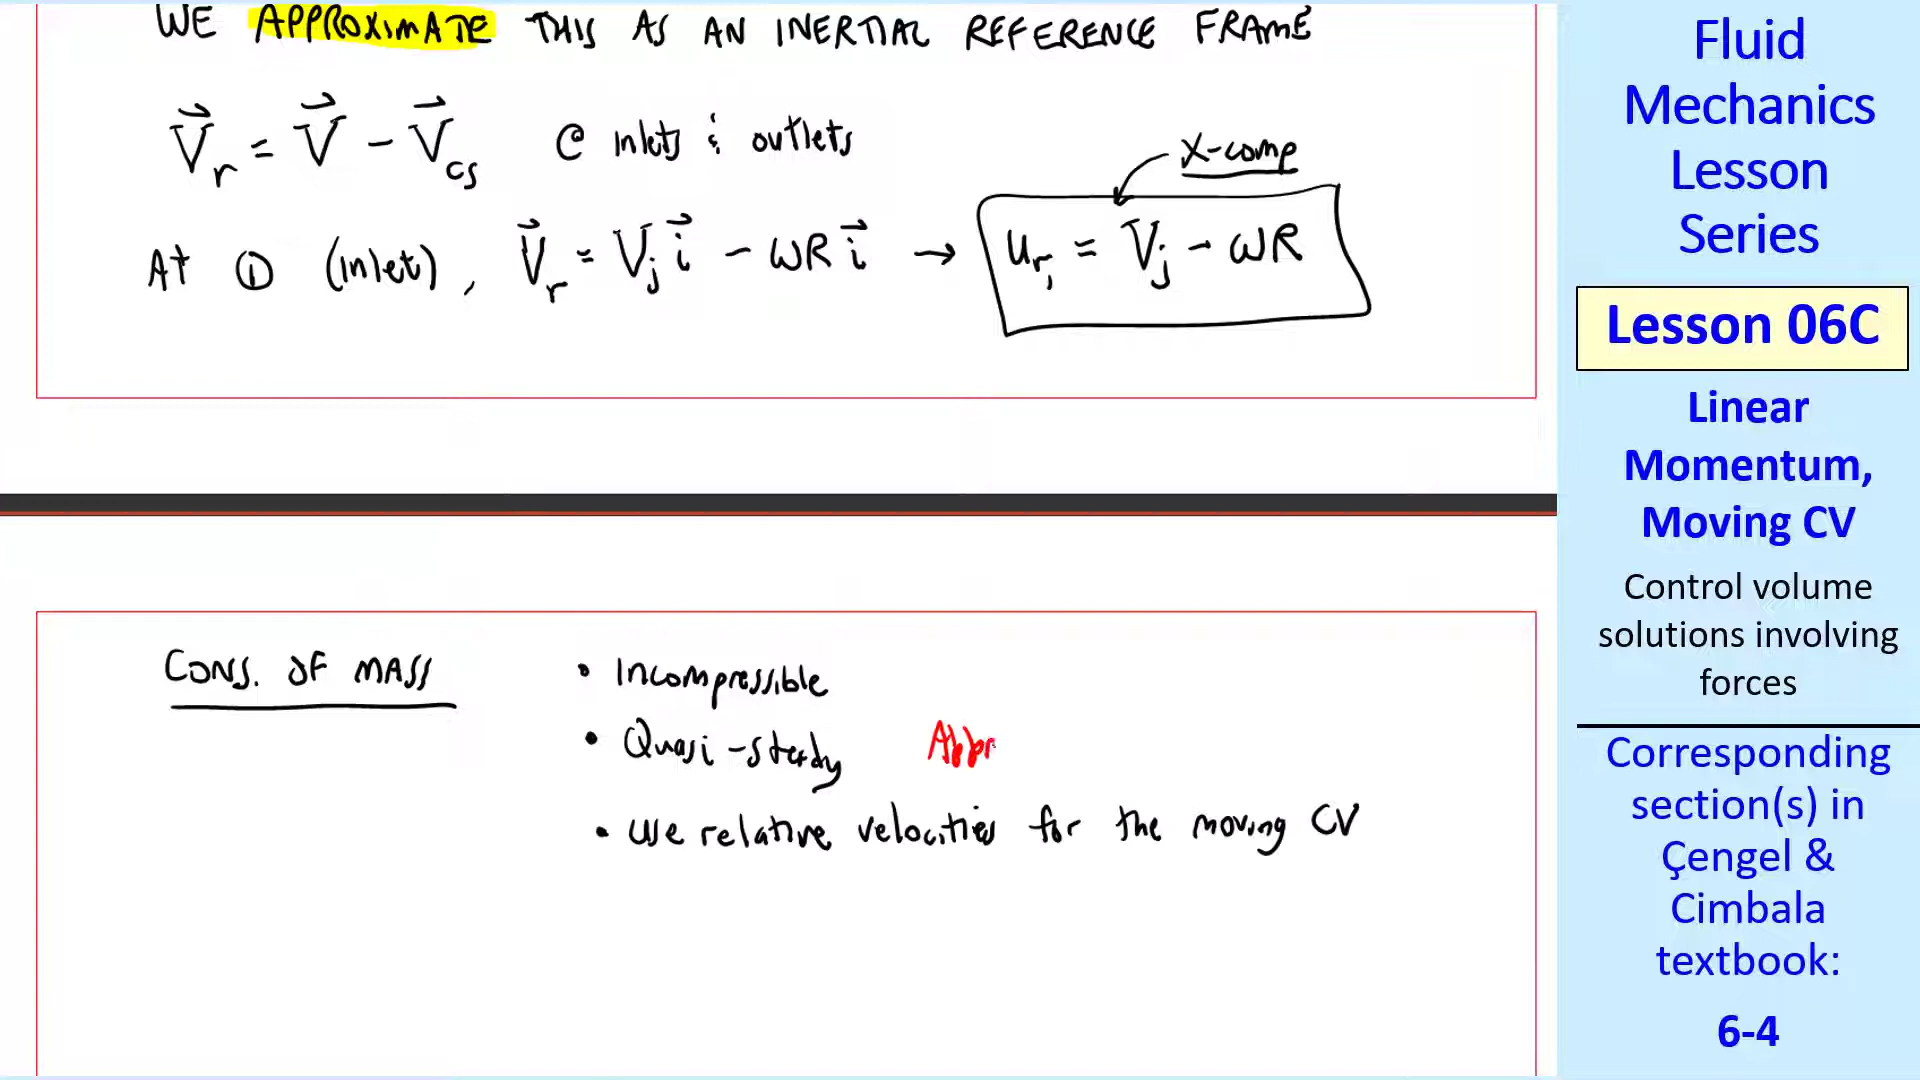 WE APPROXIMATE THIS AS AN INERTIAL REFERENCE FRAME
V⃗r = V⃗ - V⃗cs @ inlets & outlets
x-comp
At ① (inlet), V⃗r = Vj i⃗ - ωR i⃗ → ur1 = Vj - ωR
CONS. OF MASS
• Incompressible
• Quasi-steady Appr
• Use relative velocities for the moving CV
Fluid
Mechanics
Lesson
Series
Lesson 06C
Linear
Momentum,
Moving CV
Control volume
solutions involving
forces
Corresponding
section(s) in
Çengel &
Cimbala
textbook:
6-4